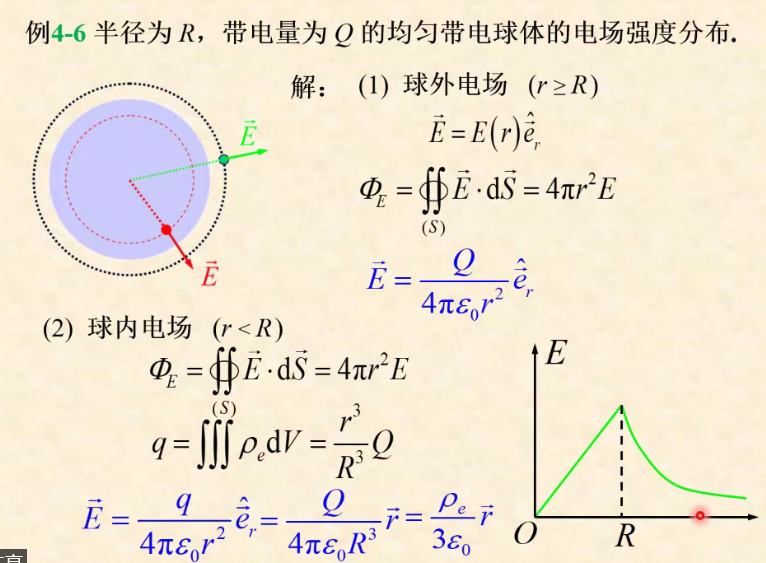 例4-6 半径为 R，带电量为 Q 的均匀带电球体的电场强度分布.
解： (1) 球外电场 (r ≥ R)
$\vec{E} = E(r)\hat{\vec{e}}_r$
$\Phi_E = \oiint_{(S)} \vec{E} \cdot \mathrm{d}\vec{S} = 4\pi r^2 E$
$\vec{E} = \frac{Q}{4\pi\varepsilon_0 r^2} \hat{\vec{e}}_r$
$\vec{E}$
$\vec{E}$
(2) 球内电场 (r < R)
$\Phi_E = \oiint_{(S)} \vec{E} \cdot \mathrm{d}\vec{S} = 4\pi r^2 E$
$q = \iiint \rho_e \mathrm{d}V = \frac{r^3}{R^3} Q$
$\vec{E} = \frac{q}{4\pi\varepsilon_0 r^2} \hat{\vec{e}}_r = \frac{Q}{4\pi\varepsilon_0 R^3} \vec{r} = \frac{\rho_e}{3\varepsilon_0} \vec{r}$
E
O R